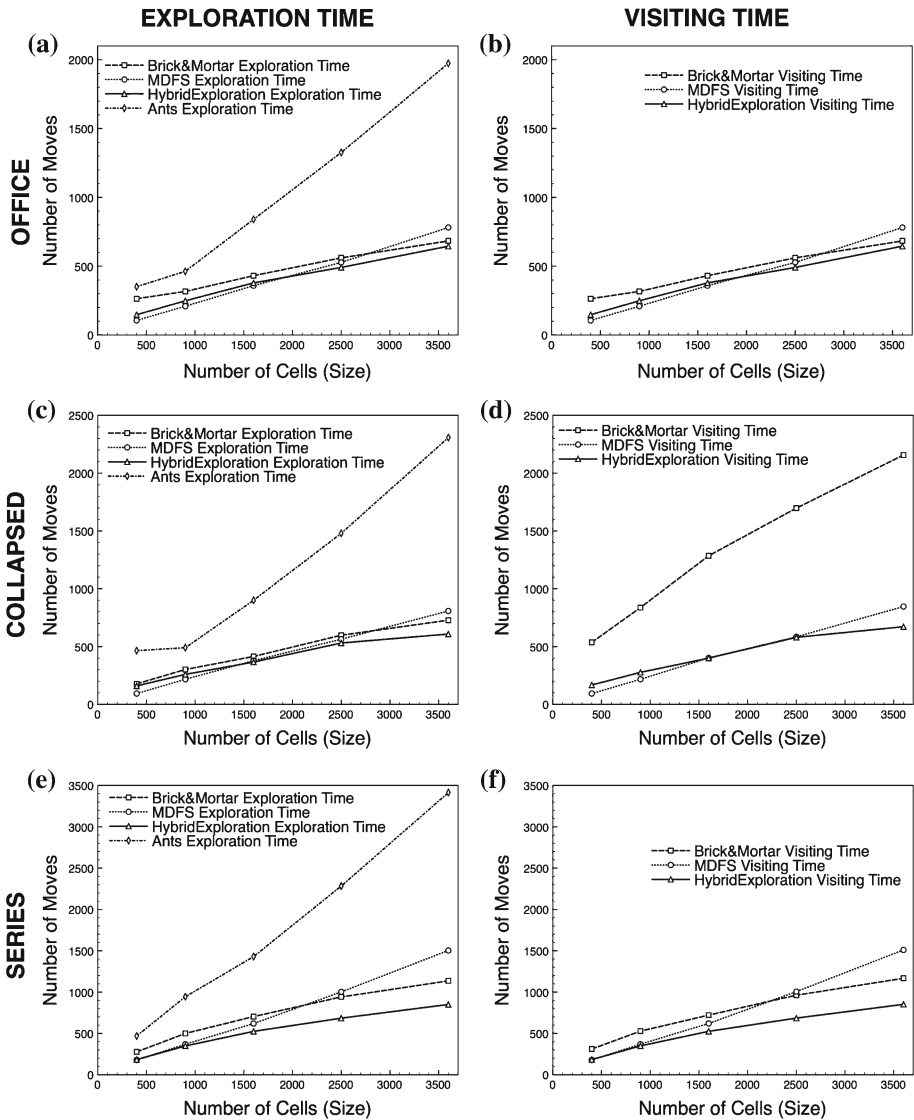 EXPLORATION TIME
VISITING TIME
OFFICE
(a)
Brick&Mortar Exploration Time
MDFS Exploration Time
HybridExploration Exploration Time
Ants Exploration Time
Number of Moves
2000
1500
1000
500
0
0 500 1000 1500 2000 2500 3000 3500
Number of Cells (Size)
(b)
Brick&Mortar Visiting Time
MDFS Visiting Time
HybridExploration Visiting Time
Number of Moves
2000
1500
1000
500
0
0 500 1000 1500 2000 2500 3000 3500
Number of Cells (Size)
COLLAPSED
(c)
Brick&Mortar Exploration Time
MDFS Exploration Time
HybridExploration Exploration Time
Ants Exploration Time
Number of Moves
2500
2000
1500
1000
500
0
0 500 1000 1500 2000 2500 3000 3500
Number of Cells (Size)
(d)
Brick&Mortar Visiting Time
MDFS Visiting Time
HybridExploration Visiting Time
Number of Moves
2500
2000
1500
1000
500
0
0 500 1000 1500 2000 2500 3000 3500
Number of Cells (Size)
SERIES
(e)
Brick&Mortar Exploration Time
MDFS Exploration Time
HybridExploration Exploration Time
Ants Exploration Time
Number of Moves
3500
3000
2500
2000
1500
1000
500
0
0 500 1000 1500 2000 2500 3000 3500
Number of Cells (Size)
(f)
Brick&Mortar Visiting Time
MDFS Visiting Time
HybridExploration Visiting Time
Number of Moves
3500
3000
2500
2000
1500
1000
500
0
0 500 1000 1500 2000 2500 3000 3500
Number of Cells (Size)